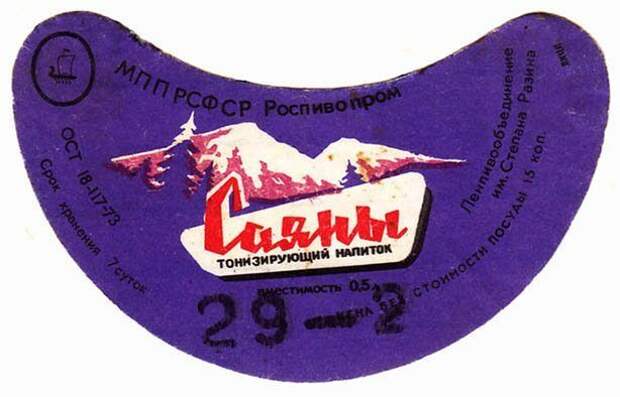 МПП РСФСР Роспивопром
ОСТ 18-117-73
Срок хранения 7 суток
Саяны
ТОНИЗИРУЮЩИЙ НАПИТОК
вместимость 0,5 л
29-2
Ленпивообъединение
им. Степана Разина
ЦЕНА БЕЗ СТОИМОСТИ ПОСУДЫ 15 коп.